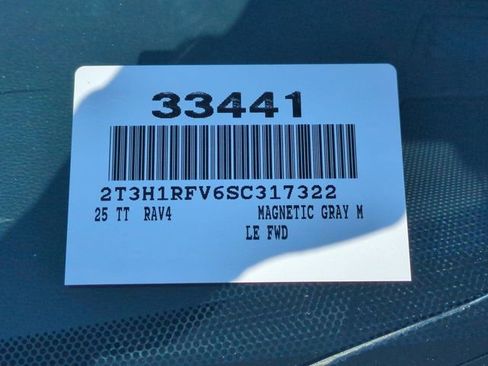 33441
2T3H1RFV6SC317322
25 TT RAV4 MAGNETIC GRAY M
LE FWD